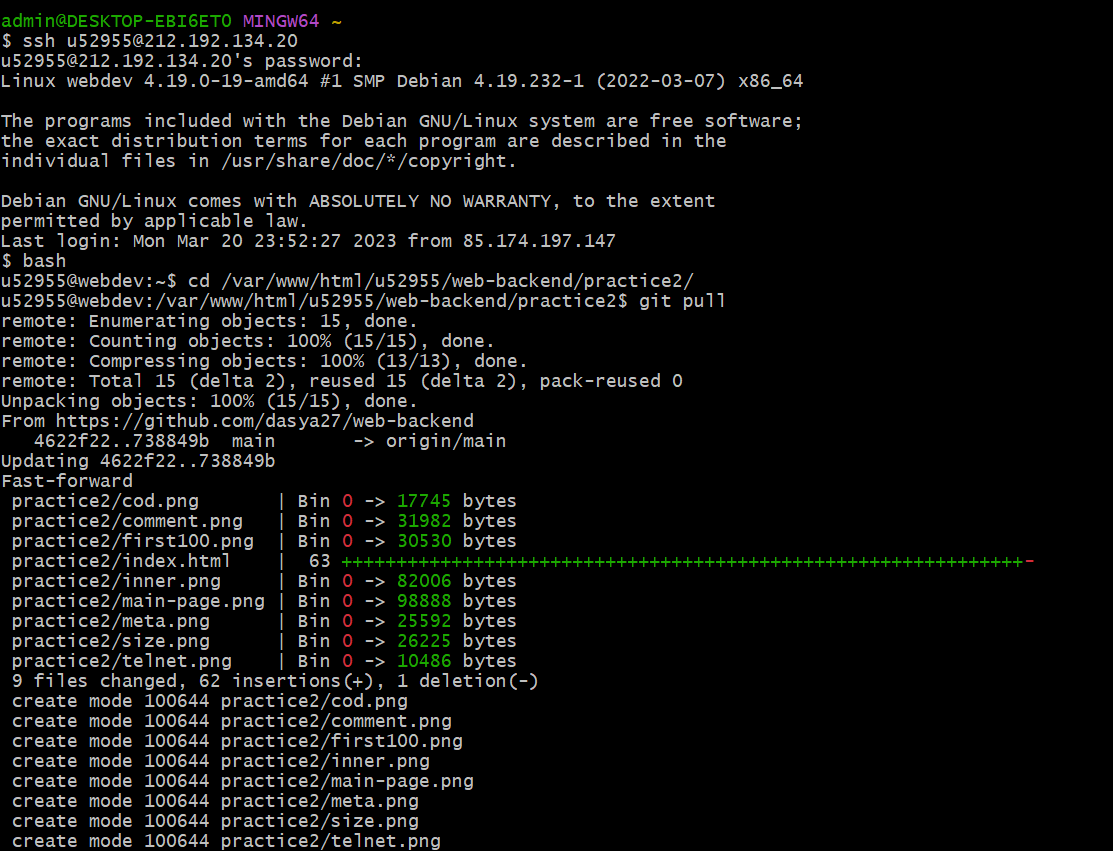 admin@DESKTOP-EBI6ETO MINGW64 ~
$ ssh u52955@212.192.134.20
u52955@212.192.134.20's password:
Linux webdev 4.19.0-19-amd64 #1 SMP Debian 4.19.232-1 (2022-03-07) x86_64
The programs included with the Debian GNU/Linux system are free software;
the exact distribution terms for each program are described in the
individual files in /usr/share/doc/*/copyright.
Debian GNU/Linux comes with ABSOLUTELY NO WARRANTY, to the extent
permitted by applicable law.
Last login: Mon Mar 20 23:52:27 2023 from 85.174.197.147
$ bash
u52955@webdev:~$ cd /var/www/html/u52955/web-backend/practice2/
u52955@webdev:/var/www/html/u52955/web-backend/practice2$ git pull
remote: Enumerating objects: 15, done.
remote: Counting objects: 100% (15/15), done.
remote: Compressing objects: 100% (13/13), done.
remote: Total 15 (delta 2), reused 15 (delta 2), pack-reused 0
Unpacking objects: 100% (15/15), done.
From https://github.com/dasya27/web-backend
   4622f22..738849b  main       -> origin/main
Updating 4622f22..738849b
Fast-forward
 practice2/cod.png       | Bin 0 -> 17745 bytes
 practice2/comment.png   | Bin 0 -> 31982 bytes
 practice2/first100.png  | Bin 0 -> 30530 bytes
 practice2/index.html    |  63 ++++++++++++++++++++++++++++++++++++++++++++++++++++++++++++++-
 practice2/inner.png     | Bin 0 -> 82006 bytes
 practice2/main-page.png | Bin 0 -> 98888 bytes
 practice2/meta.png      | Bin 0 -> 25592 bytes
 practice2/size.png      | Bin 0 -> 26225 bytes
 practice2/telnet.png    | Bin 0 -> 10486 bytes
 9 files changed, 62 insertions(+), 1 deletion(-)
 create mode 100644 practice2/cod.png
 create mode 100644 practice2/comment.png
 create mode 100644 practice2/first100.png
 create mode 100644 practice2/inner.png
 create mode 100644 practice2/main-page.png
 create mode 100644 practice2/meta.png
 create mode 100644 practice2/size.png
 create mode 100644 practice2/telnet.png